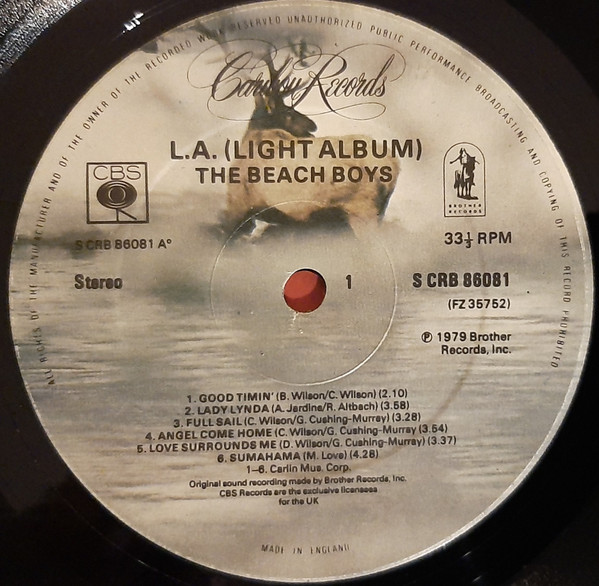 ALL RIGHTS OF THE MANUFACTURER AND OF THE OWNER OF THE RECORDED WORK RESERVED UNAUTHORIZED PUBLIC PERFORMANCE BROADCASTING AND COPYING OF THIS RECORD PROHIBITED
Caribou Records
L.A. (LIGHT ALBUM)
THE BEACH BOYS
CBS
BROTHER
RECORDS
S CRB 86081 A°
33⅓ RPM
Stereo
1
S CRB 86081
(FZ 35752)
℗ 1979 Brother
Records, Inc.
1. GOOD TIMIN' (B. Wilson/C. Wilson) (2.10)
2. LADY LYNDA (A. Jardine/R. Altbach) (3.58)
3. FULL SAIL (C. Wilson/G. Cushing-Murray) (3.28)
4. ANGEL COME HOME (C. Wilson/G. Cushing-Murray (3.54)
5. LOVE SURROUNDS ME (D. Wilson/G. Cushing-Murray) (3.37)
6. SUMAHAMA (M. Love) (4.28)
1–6. Carlin Mus. Corp.
Original sound recording made by Brother Records, Inc.
CBS Records are the exclusive licensees
for the UK
MADE IN ENGLAND